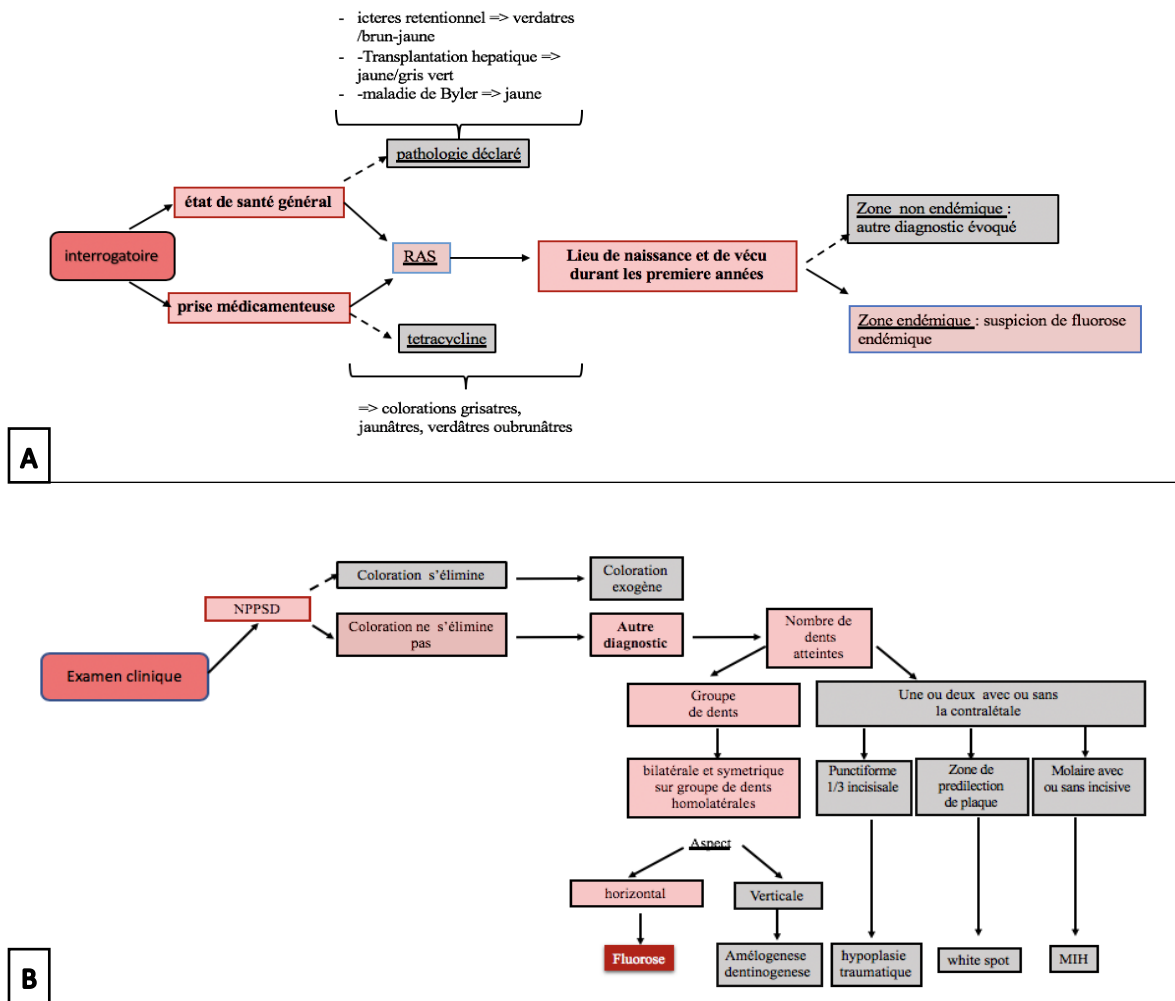 - icteres retentionnel => verdatres
/brun-jaune
- -Transplantation hepatique =>
jaune/gris vert
- -maladie de Byler => jaune
pathologie déclaré
état de santé général
interrogatoire
RAS
prise médicamenteuse
tetracycline
=> colorations grisatres,
jaunâtres, verdâtres oubrunâtres
Lieu de naissance et de vécu
durant les premiere années
Zone non endémique :
autre diagnostic évoqué
Zone endémique : suspicion de fluorose
endémique
A
Examen clinique
NPPSD
Coloration s’élimine
Coloration
exogène
Coloration ne s’élimine
pas
Autre
diagnostic
Nombre de
dents
atteintes
Groupe
de dents
Une ou deux avec ou sans
la contralétale
bilatérale et symetrique
sur groupe de dents
homolatérales
Punctiforme
1/3 incisisale
Zone de
predilection
de plaque
Molaire avec
ou sans incisive
Aspect
horizontal
Verticale
Fluorose
Amélogenese
dentinogenese
hypoplasie
traumatique
white spot
MIH
B